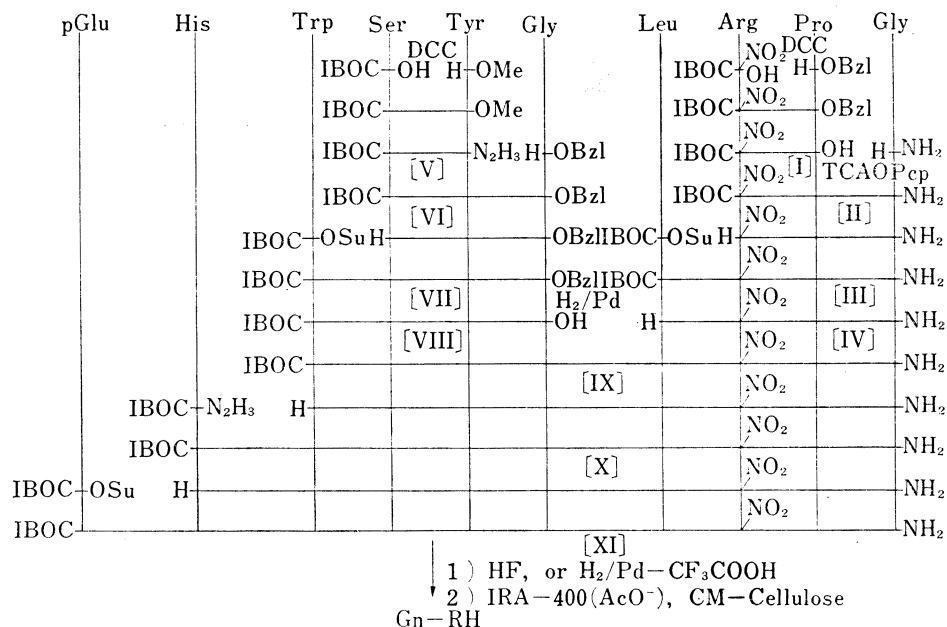 pGlu His Trp Ser Tyr Gly Leu Arg Pro Gly
DCC NO₂ DCC
IBOC OH H OMe IBOC OH H OBzl
NO₂
IBOC OMe IBOC OBzl
NO₂
IBOC N₂H₃ H OBzl IBOC OH H NH₂
[V] NO₂ [I] TCAOPcp
IBOC OBzl IBOC NH₂
[VI] NO₂ [II]
IBOC OSu H OBzl IBOC OSu H NH₂
NO₂
IBOC OBzl IBOC NH₂
[VII] H₂/Pd NO₂ [III]
IBOC OH H NH₂
[VIII] NO₂ [IV]
IBOC NH₂
[IX] NO₂
IBOC N₂H₃ H NH₂
NO₂
IBOC NH₂
[X] NO₂
IBOC OSu H NH₂
NO₂
IBOC NH₂
[XI]
1) HF, or H₂/Pd—CF₃COOH
2) IRA—400(AcO⁻), CM—Cellulose
Gn—RH